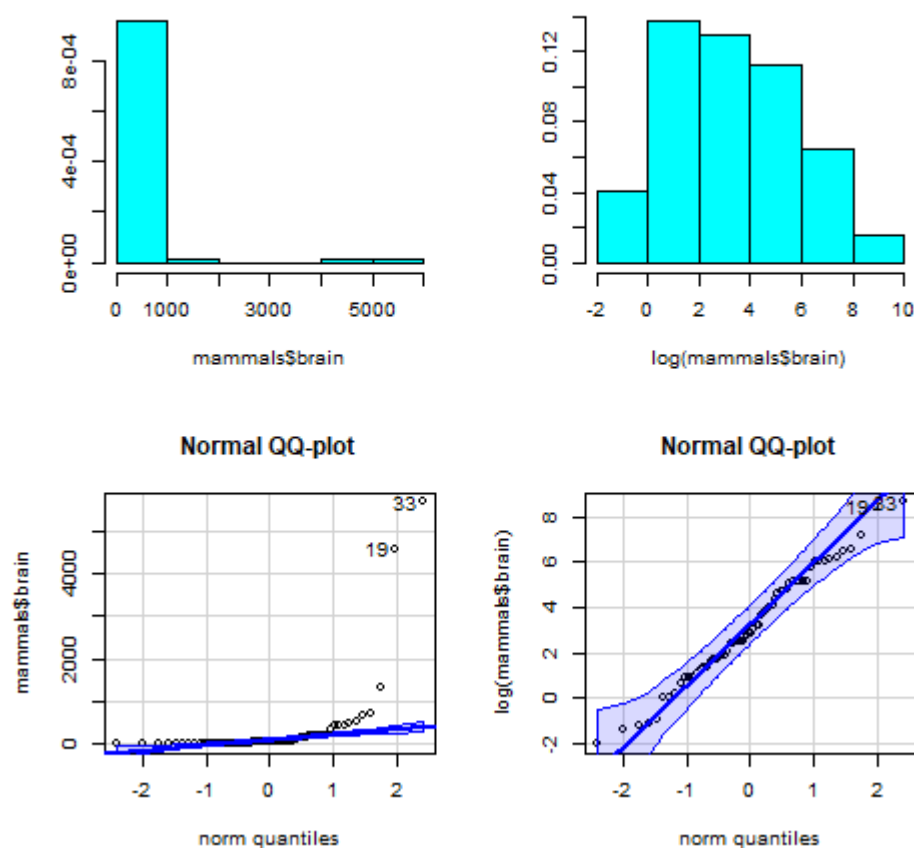 8e-04
4e-04
0e+00
0 1000 3000 5000
mammals$brain
0.12
0.08
0.04
0.00
-2 0 2 4 6 8 10
log(mammals$brain)
Normal QQ-plot
33
19
4000
2000
0
mammals$brain
-2 -1 0 1 2
norm quantiles
Normal QQ-plot
19 33
8
6
4
2
0
-2
log(mammals$brain)
-2 -1 0 1 2
norm quantiles